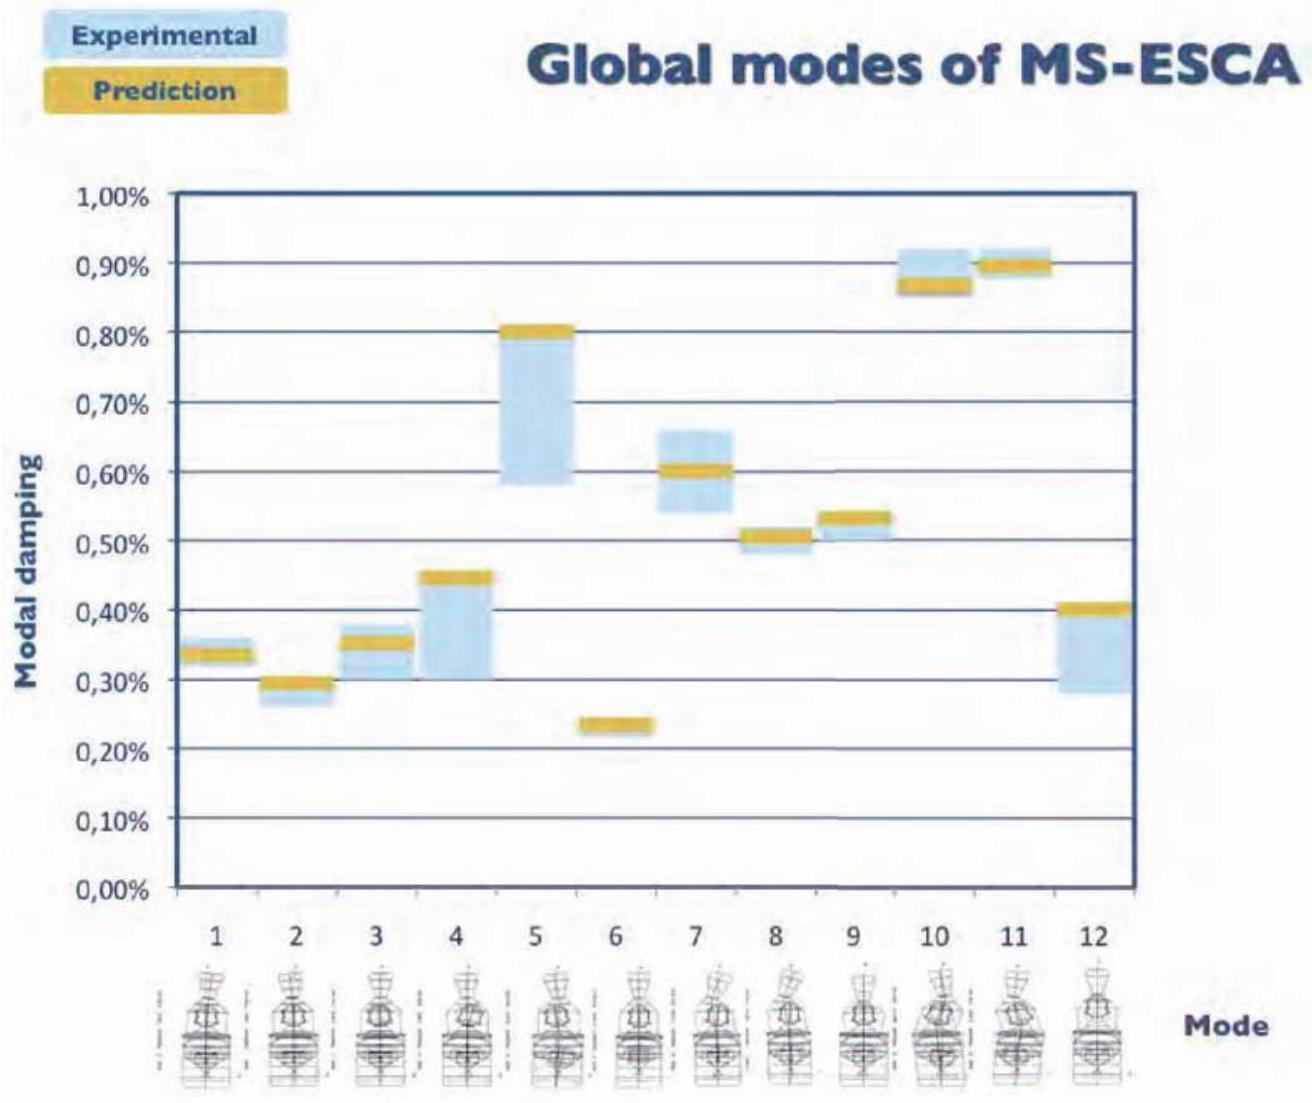 Experimental
Prediction
Global modes of MS-ESCA
1,00%
0,90%
0,80%
0,70%
0,60%
0,50%
0,40%
0,30%
0,20%
0,10%
0,00%
Modal damping
1 2 3 4 5 6 7 8 9 10 11 12
Mode